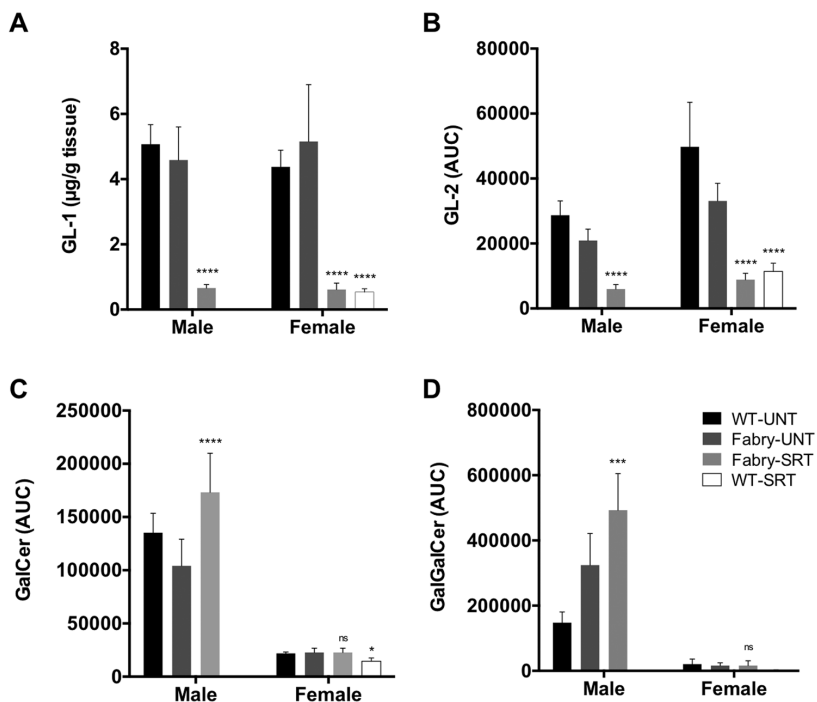 A
GL-1 (µg/g tissue)
8
6
4
2
0
****
****
****
Male
Female
B
GL-2 (AUC)
80000
60000
40000
20000
0
****
****
****
Male
Female
C
GalCer (AUC)
250000
200000
150000
100000
50000
0
****
ns
*
Male
Female
D
GalGalCer (AUC)
800000
600000
400000
200000
0
***
ns
Male
Female
WT-UNT
Fabry-UNT
Fabry-SRT
WT-SRT